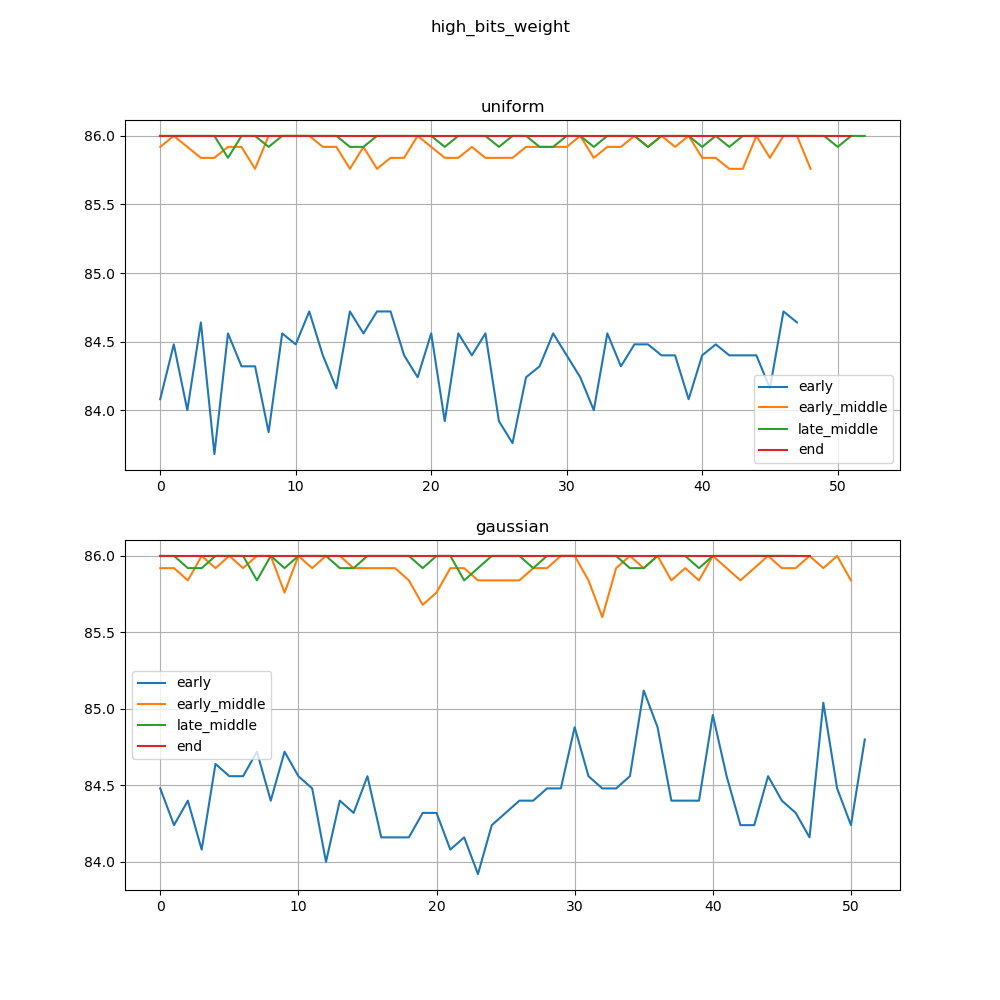 high_bits_weight
uniform
86.0
85.5
85.0
84.5
84.0
early
early_middle
late_middle
end
0 10 20 30 40 50
gaussian
86.0
85.5
85.0
84.5
84.0
early
early_middle
late_middle
end
0 10 20 30 40 50